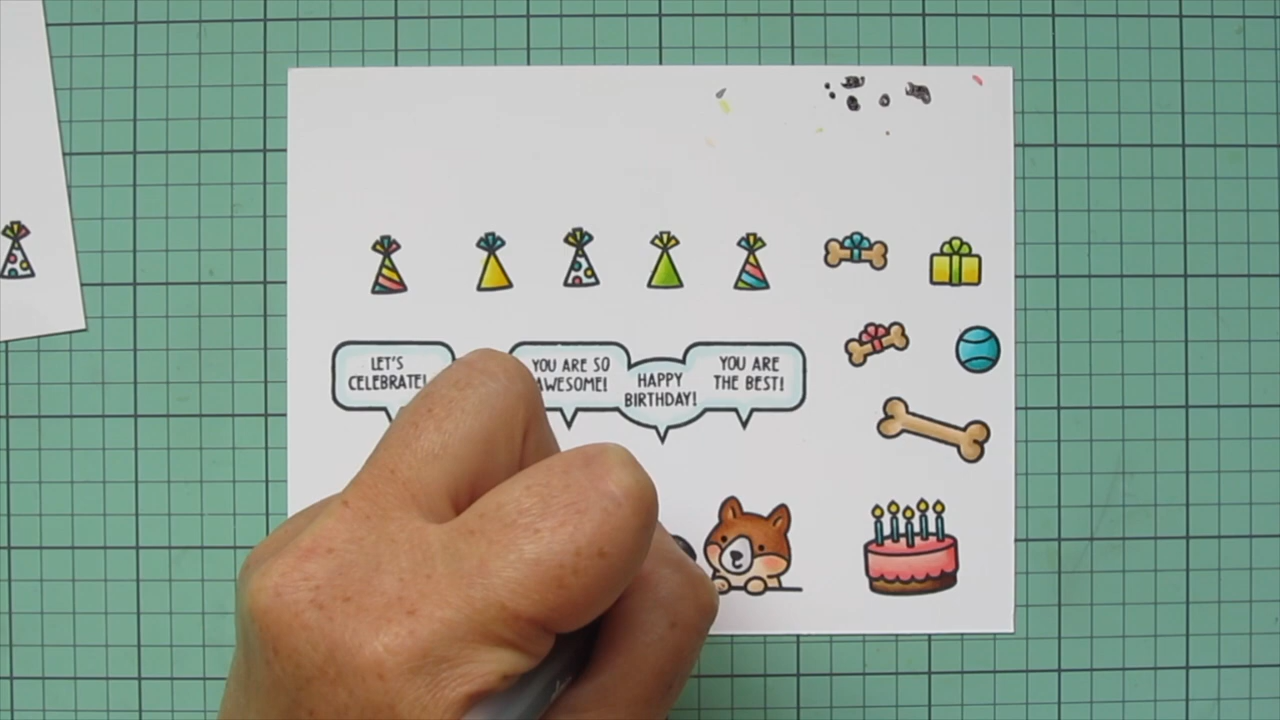 LET'S
CELEBRATE!
YOU ARE SO
AWESOME!
HAPPY
BIRTHDAY!
YOU ARE
THE BEST!